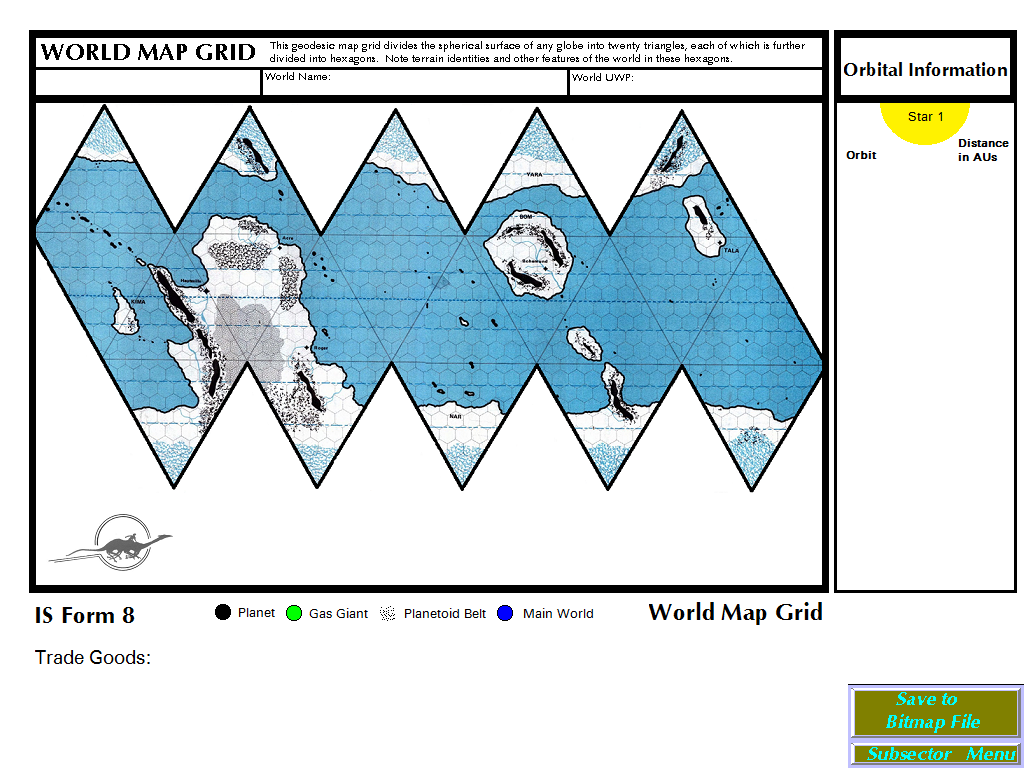 WORLD MAP GRID
This geodesic map grid divides the spherical surface of any globe into twenty triangles, each of which is further
divided into hexagons. Note terrain identities and other features of the world in these hexagons.
World Name:
World UWP:
Orbital Information
Star 1
Orbit
Distance
in AUs
YARA
BOM
TALA
KIMA
Roger
NAR
IS Form 8
Planet
Gas Giant
Planetoid Belt
Main World
World Map Grid
Trade Goods:
Save to
Bitmap File
Subsector Menu